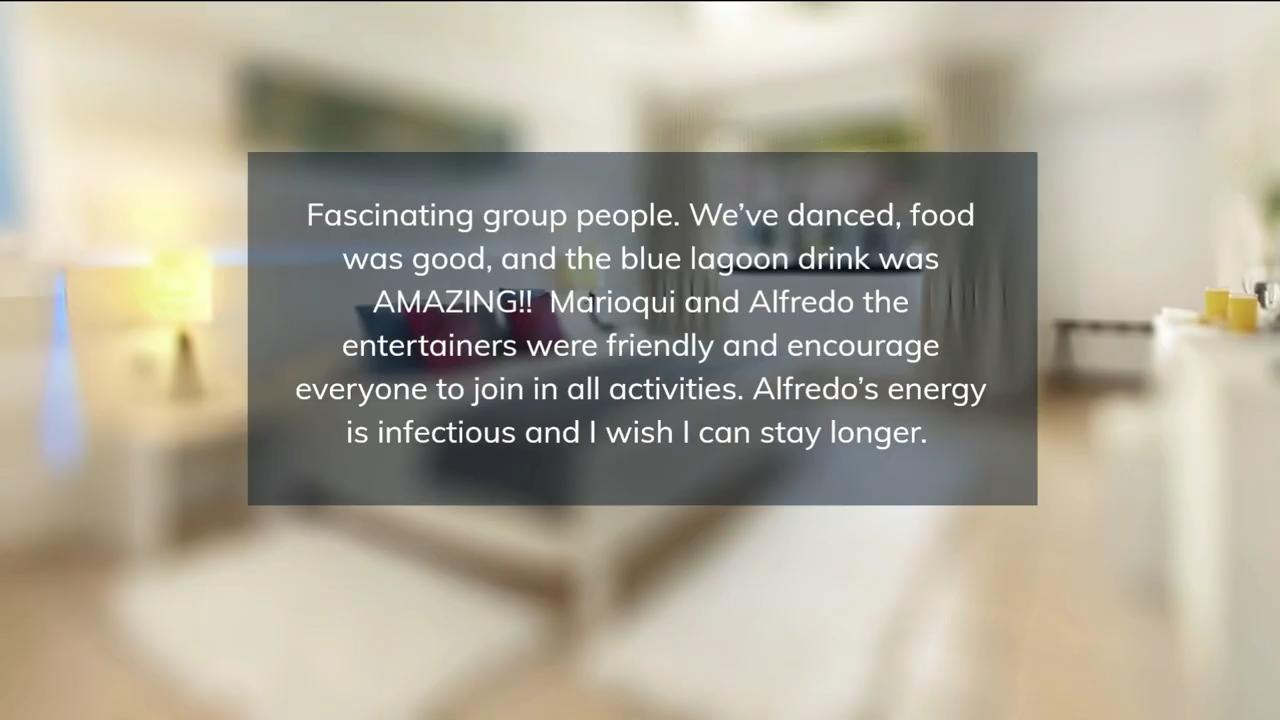 Fascinating group people. We’ve danced, food
was good, and the blue lagoon drink was
AMAZING!!  Marioqui and Alfredo the
entertainers were friendly and encourage
everyone to join in all activities. Alfredo’s energy
is infectious and I wish I can stay longer.